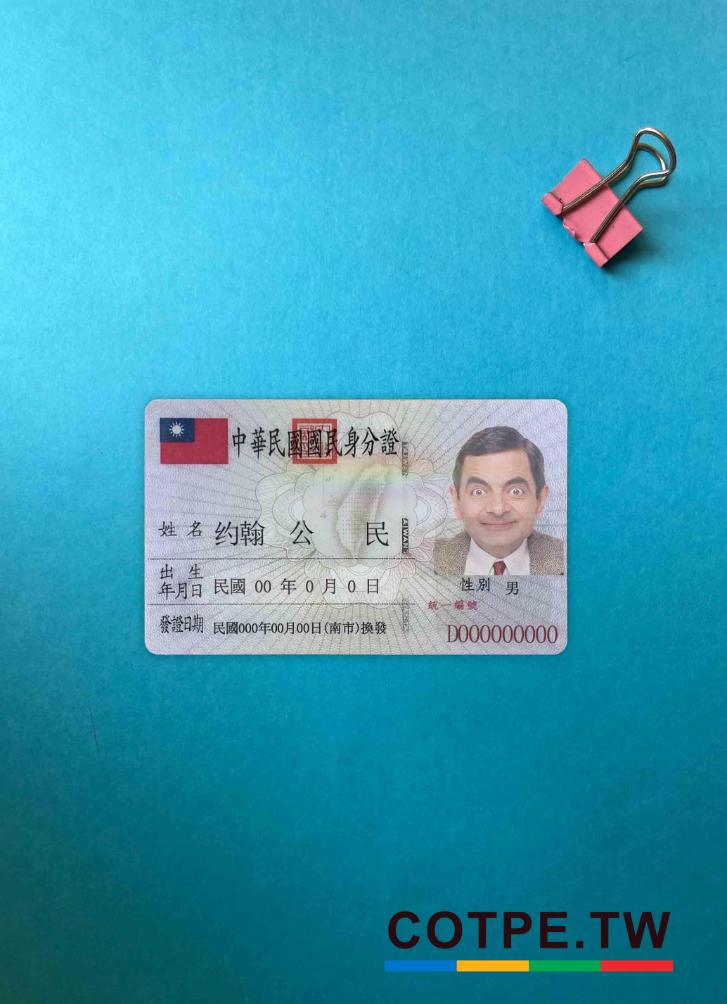 中華民國國民身分證
姓名 约翰 公 民
出生
年月日 民國 00 年 0 月 0 日
性別 男
統一編號
發證日期 民國000年00月00日(南市)換發
D000000000
COTPE.TW